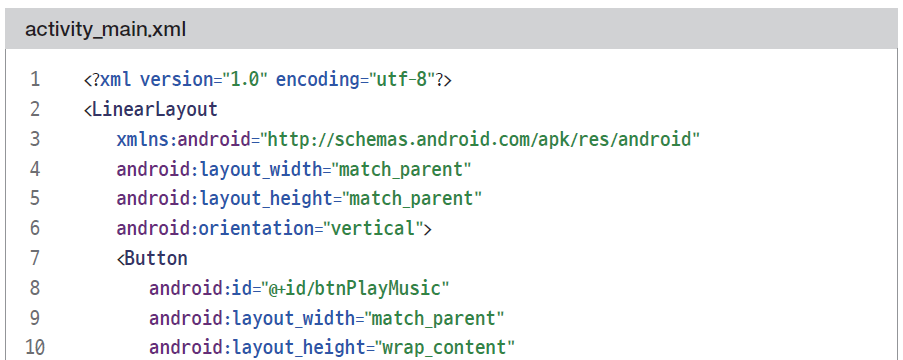 activity_main.xml
1 <?xml version="1.0" encoding="utf-8"?>
2 <LinearLayout
3 xmlns:android="http://schemas.android.com/apk/res/android"
4 android:layout_width="match_parent"
5 android:layout_height="match_parent"
6 android:orientation="vertical">
7 <Button
8 android:id="@+id/btnPlayMusic"
9 android:layout_width="match_parent"
10 android:layout_height="wrap_content"